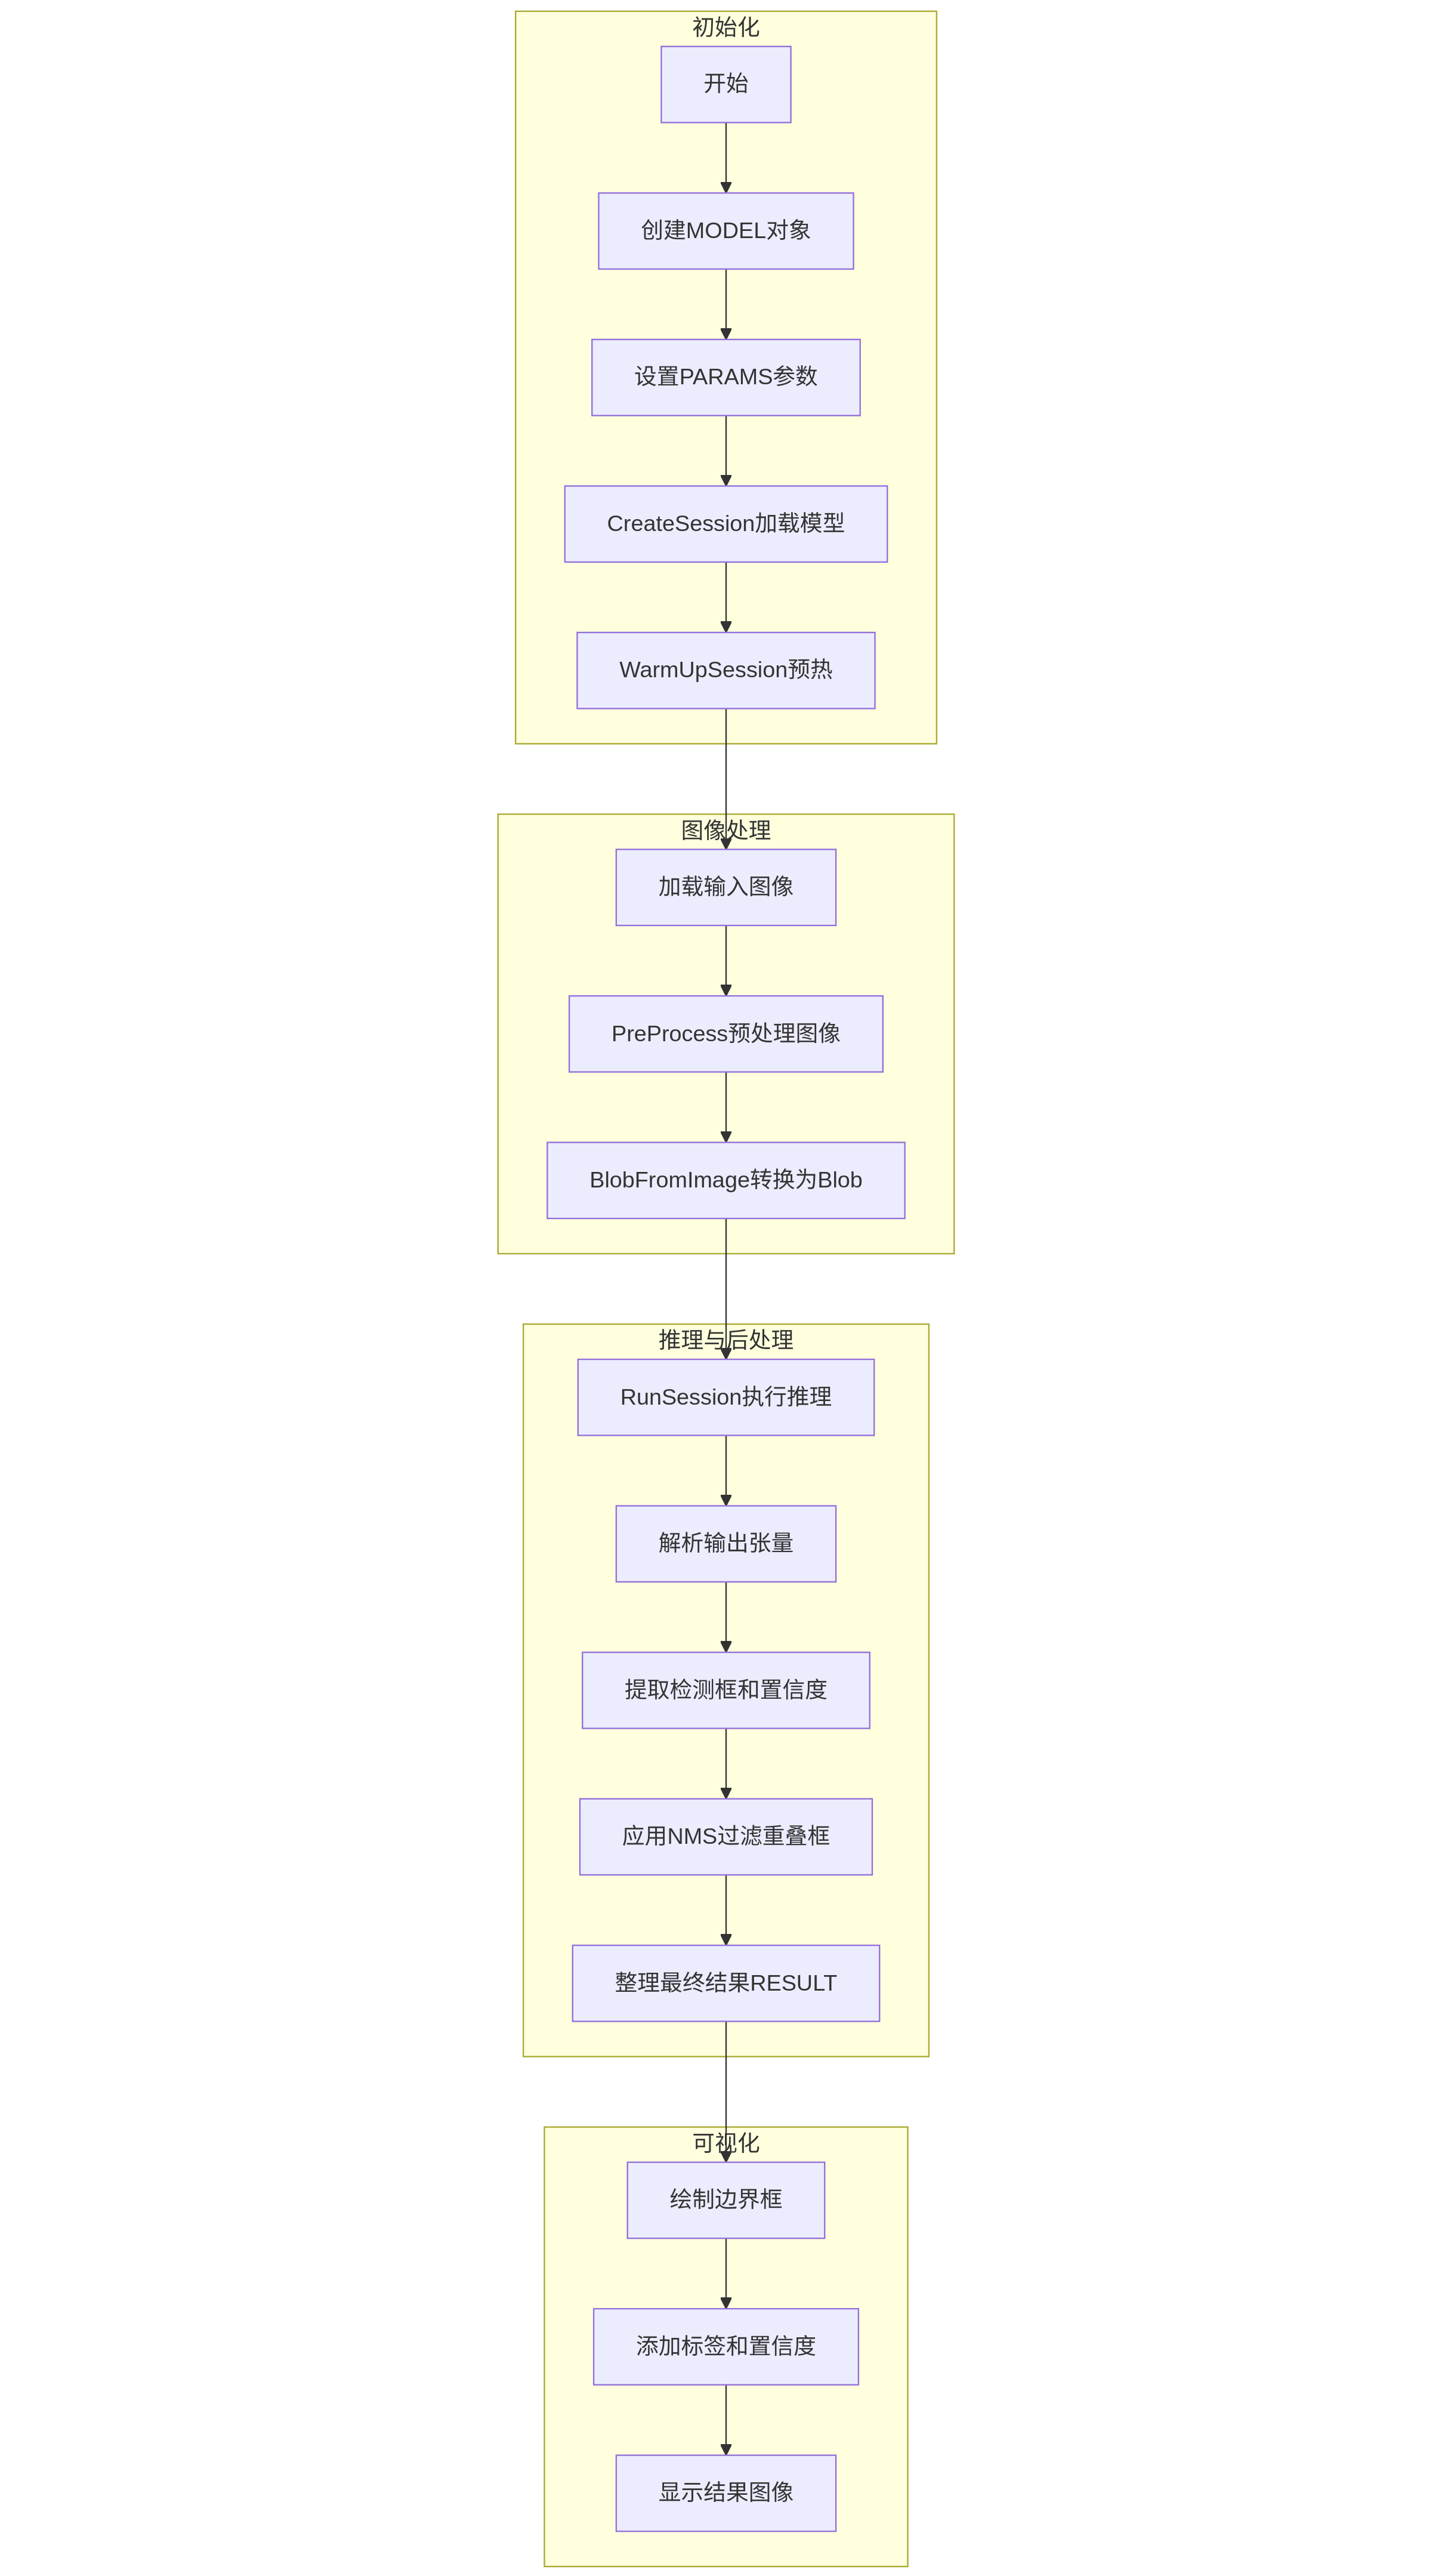 初始化
开始
创建MODEL对象
设置PARAMS参数
CreateSession加载模型
WarmUpSession预热
图像处理
加载输入图像
PreProcess预处理图像
BlobFromImage转换为Blob
推理与后处理
RunSession执行推理
解析输出张量
提取检测框和置信度
应用NMS过滤重叠框
整理最终结果RESULT
可视化
绘制边界框
添加标签和置信度
显示结果图像